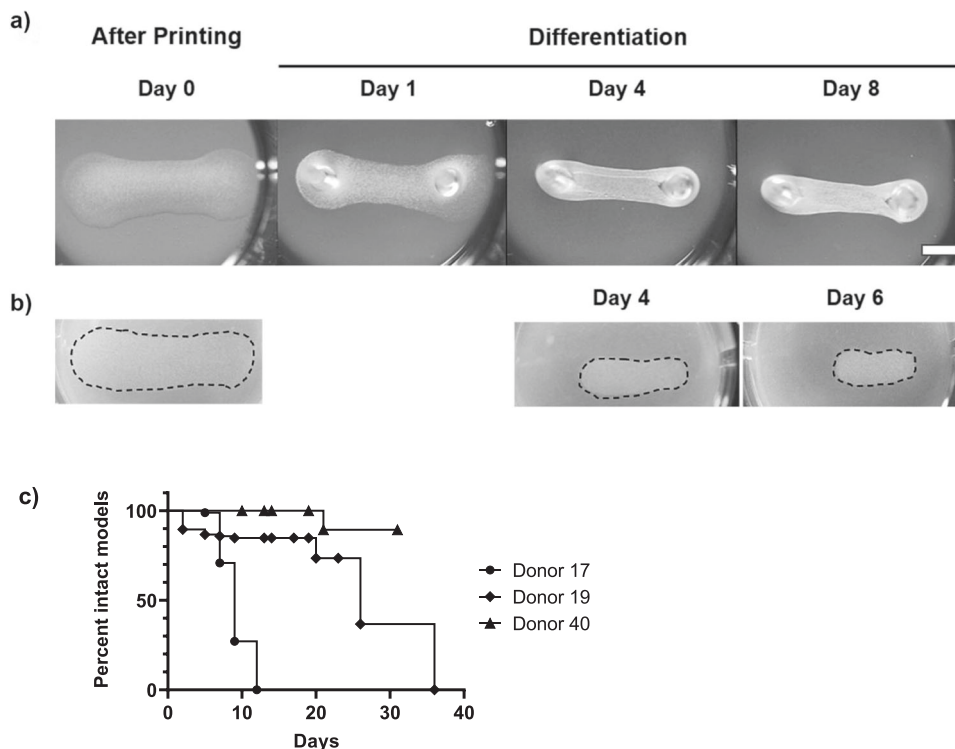 a)
After Printing
Differentiation
Day 0
Day 1
Day 4
Day 8
b)
Day 4
Day 6
c)
Percent intact models
100
50
0
0
10
20
30
40
Days
Donor 17
Donor 19
Donor 40